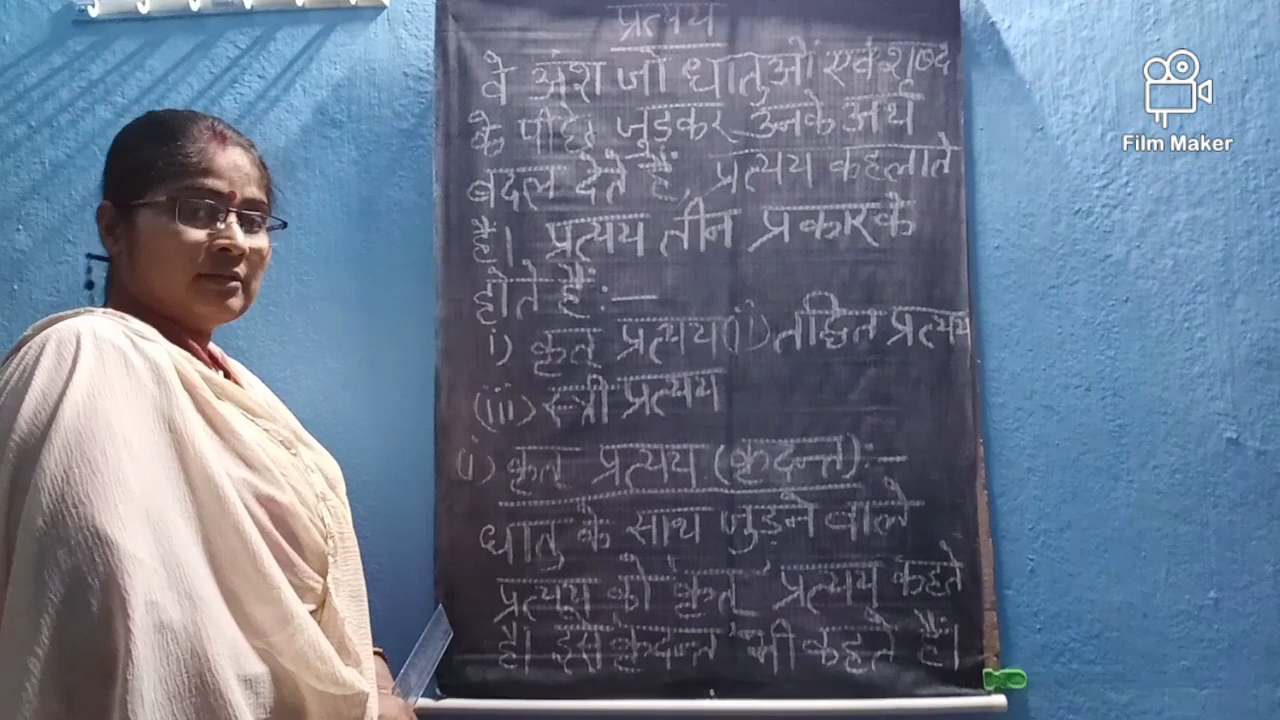 प्रत्यय
वे अंश जो धातुओं एवं शब्द
के पीछे जुड़कर उनके अर्थ
बदल देते हैं, प्रत्यय कहलाते
हैं। प्रत्यय तीन प्रकार के
होते हैं:—
i) कृत् प्रत्यय (ii) तद्धित प्रत्यय
(iii) स्त्री प्रत्यय
(i) कृत् प्रत्यय (कृदन्त):—
धातु के साथ जुड़ने वाले
प्रत्यय को कृत् प्रत्यय कहते
हैं। इसे कृदन्त भी कहते हैं।
Film Maker